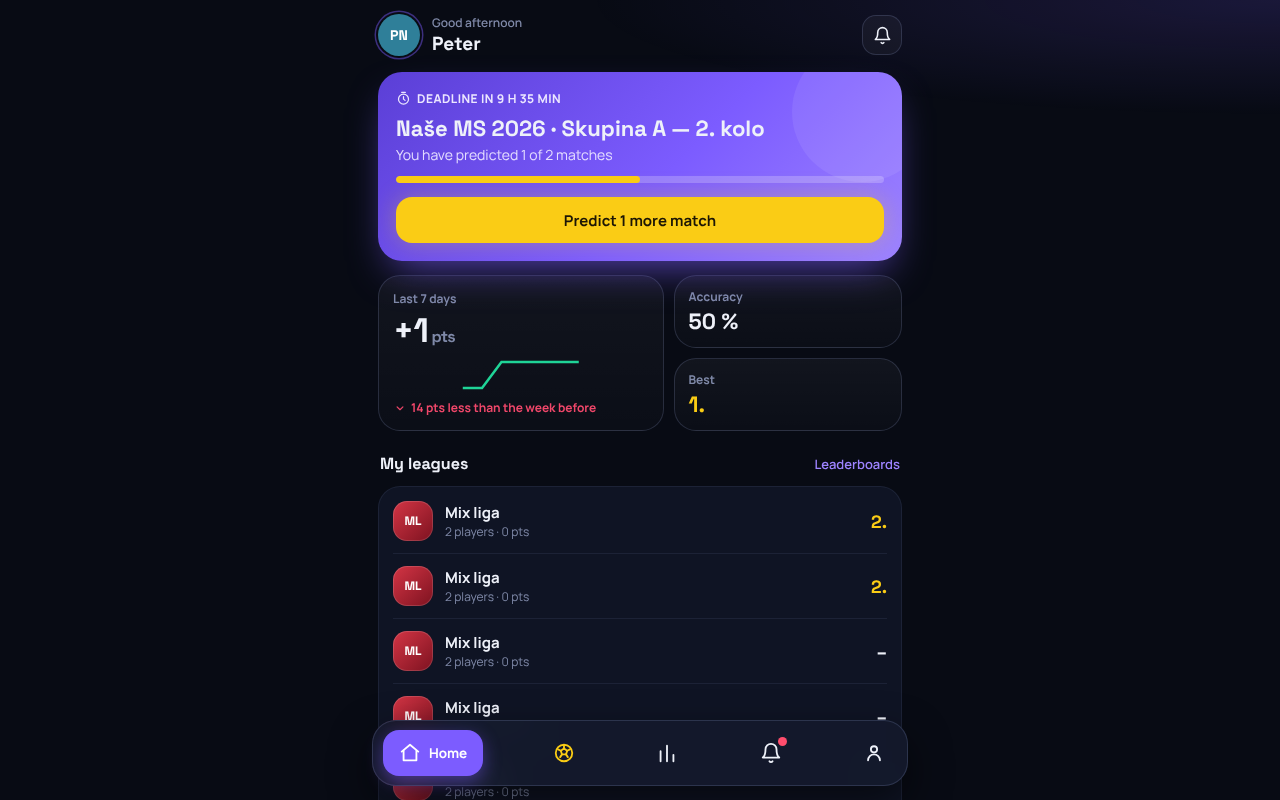 PN
Good afternoon
Peter
DEADLINE IN 9 H 35 MIN
Naše MS 2026 · Skupina A — 2. kolo
You have predicted 1 of 2 matches
Predict 1 more match
Last 7 days
+1 pts
14 pts less than the week before
Accuracy
50 %
Best
1.
My leagues
Leaderboards
ML
Mix liga
2 players · 0 pts
2.
ML
Mix liga
2 players · 0 pts
2.
ML
Mix liga
2 players · 0 pts
–
ML
Mix liga
–
Home
2 players · 0 pts